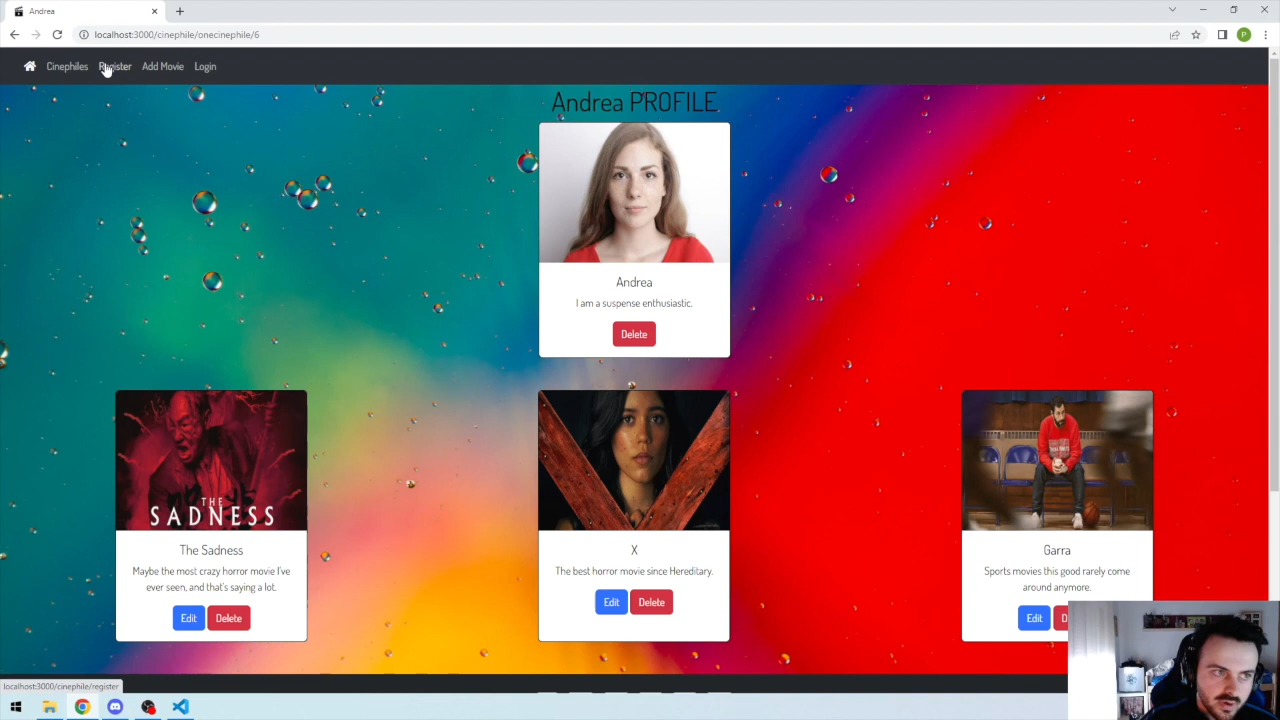 Andrea
localhost:3000/cinephile/onecinephile/6
P
Cinephiles Register Add Movie Login
Andrea PROFILE
Andrea
I am a suspense enthusiastic.
Delete
THE
SADNESS
The Sadness
Maybe the most crazy horror movie I've
ever seen, and that's saying a lot.
Edit Delete
X
The best horror movie since Hereditary.
Edit Delete
Garra
Sports movies this good rarely come
around anymore.
Edit D
localhost:3000/cinephile/register